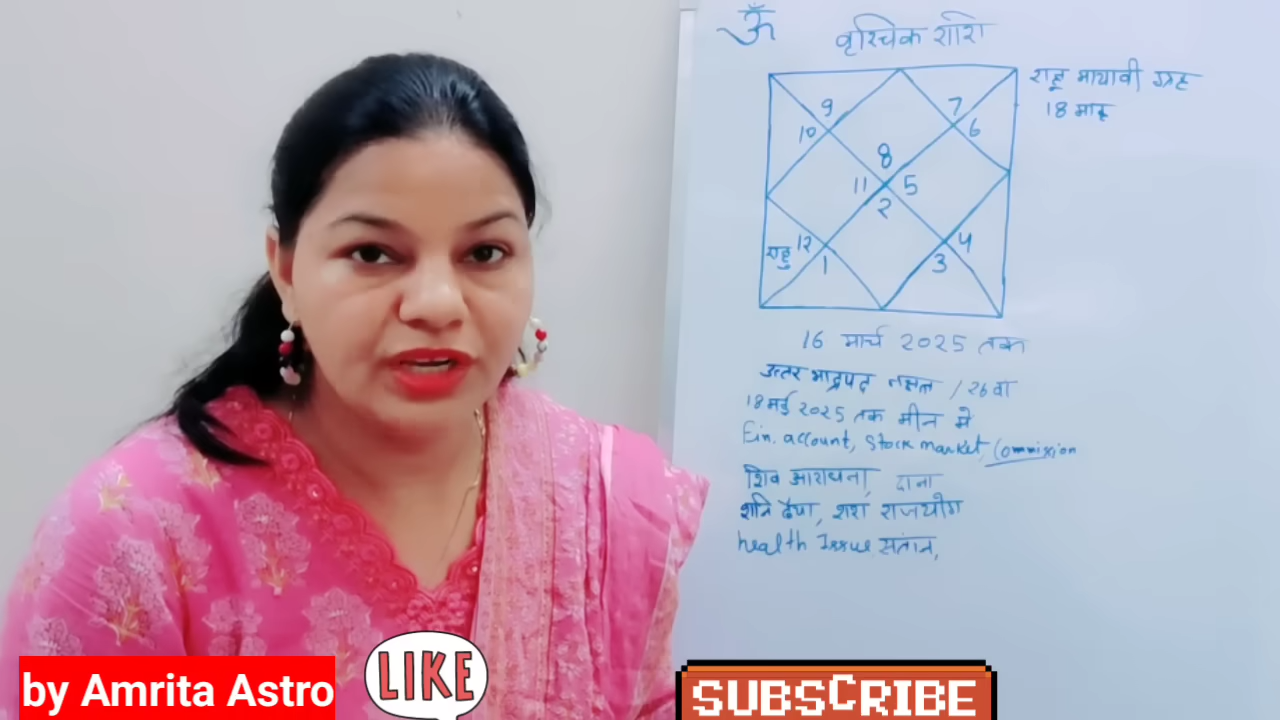 ॐ
वृश्चिक राशि
राहू मायावी ग्रह
18 माह
9
7
10
6
8
11
5
2
राहु
12
4
1
3
16 मार्च 2025 तक
उत्तर भाद्रपद नक्षत्र / 26 वा
18 मई 2025 तक मीन मे
Fin. account, Stock market, Commission
शिव आराधना, दाना
शनि ढैया, शश राजयोग
health Issue संतान,
by Amrita Astro
LIKE
SUBSCRIBE